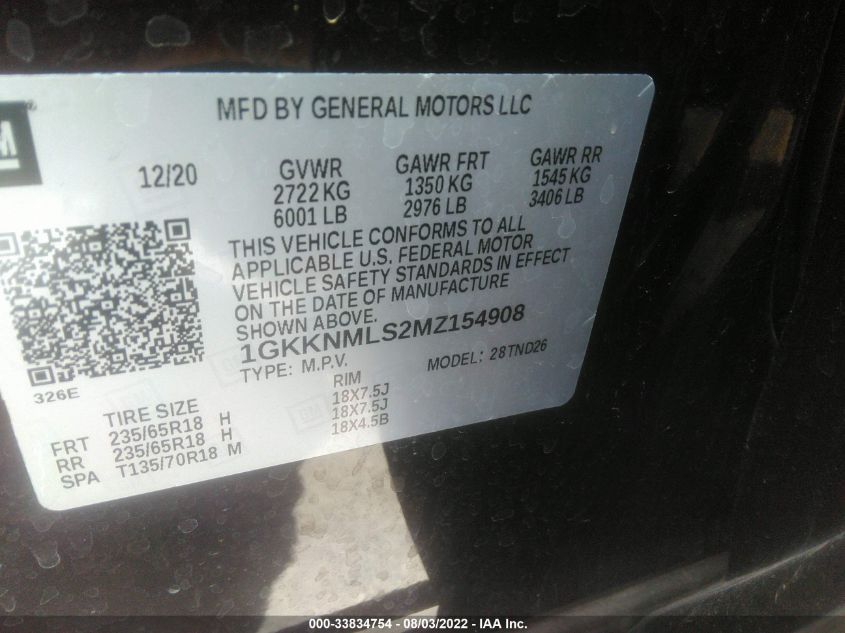 GM
MFD BY GENERAL MOTORS LLC
12/20
GVWR
2722 KG
6001 LB
GAWR FRT
1350 KG
2976 LB
GAWR RR
1545 KG
3406 LB
THIS VEHICLE CONFORMS TO ALL
APPLICABLE U.S. FEDERAL MOTOR
VEHICLE SAFETY STANDARDS IN EFFECT
ON THE DATE OF MANUFACTURE
SHOWN ABOVE.
1GKKNMLS2MZ154908
TYPE: M.P.V. MODEL: 28TND26
326E
TIRE SIZE RIM
FRT 235/65R18 H 18X7.5J
RR 235/65R18 H 18X7.5J
SPA T135/70R18 M 18X4.5B
000-33834754 - 08/03/2022 - IAA Inc.